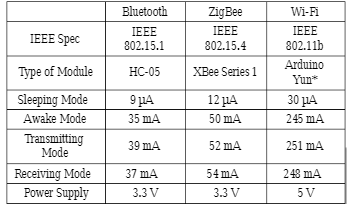 Bluetooth ZigBee Wi-Fi
IEEE Spec IEEE 802.15.1 IEEE 802.15.4 IEEE 802.11b
Type of Module HC-05 XBee Series 1 Arduino Yun*
Sleeping Mode 9 µA 12 µA 30 µA
Awake Mode 35 mA 50 mA 245 mA
Transmitting Mode 39 mA 52 mA 251 mA
Receiving Mode 37 mA 54 mA 248 mA
Power Supply 3.3 V 3.3 V 5 V